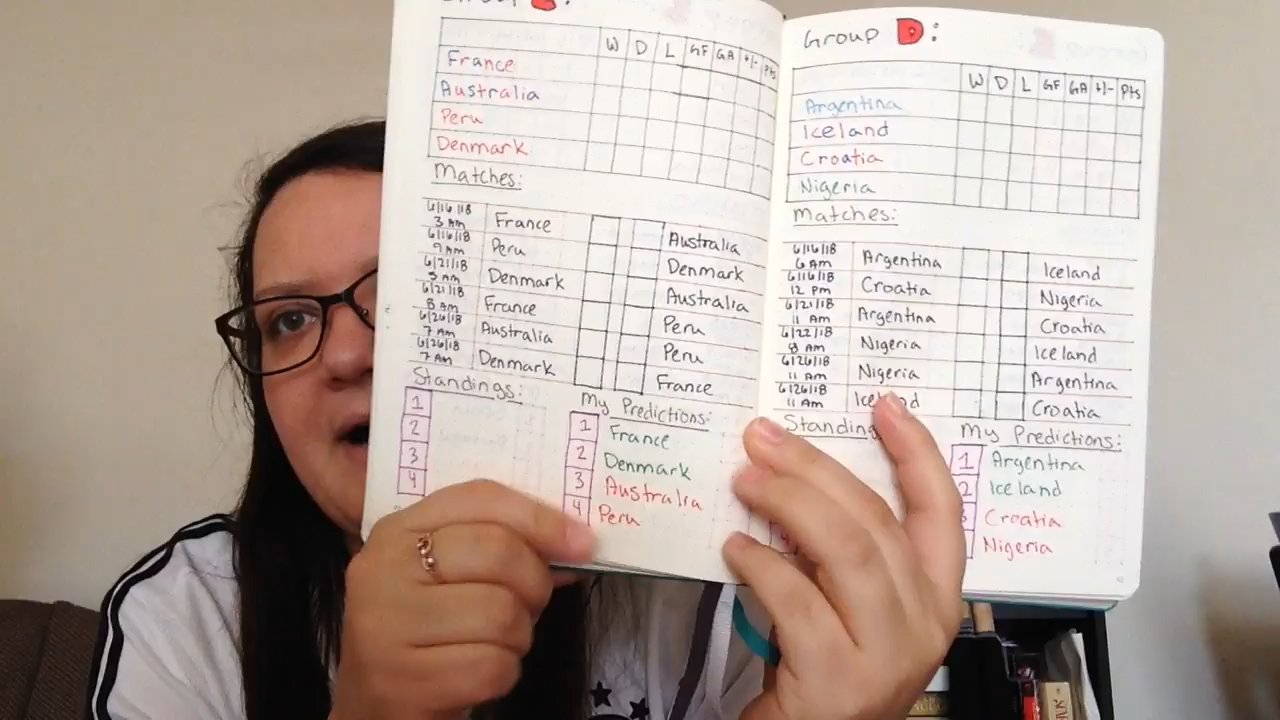 W D L GF GA +/- Pts
France
Australia
Peru
Denmark
Matches:
6/16/18 3 AM France Australia
6/16/18 9 AM Peru Denmark
6/21/18 5 AM Denmark Australia
6/21/18 8 AM France Peru
6/26/18 7 AM Australia Peru
6/26/18 7 AM Denmark France
Standings:
1
2
3
4
My Predictions:
1 France
2 Denmark
3 Australia
4 Peru
Group D:
W D L GF GA +/- Pts
Argentina
Iceland
Croatia
Nigeria
Matches:
6/16/18 6 AM Argentina Iceland
6/16/18 12 PM Croatia Nigeria
6/21/18 11 AM Argentina Croatia
6/22/18 8 AM Nigeria Iceland
6/26/18 11 AM Nigeria Argentina
6/26/18 11 AM Iceland Croatia
Standing
My Predictions:
1 Argentina
2 Iceland
Croatia
Nigeria